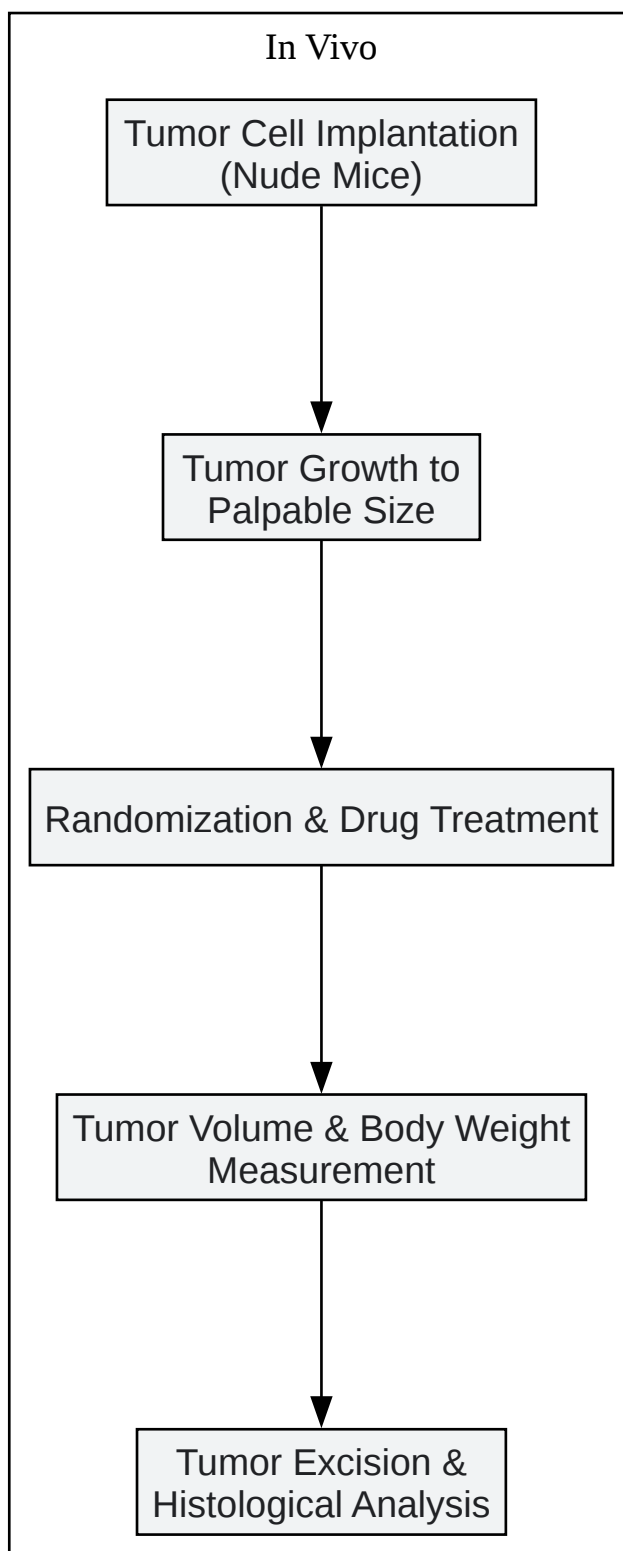 In Vivo
Tumor Cell Implantation
(Nude Mice)
Tumor Growth to
Palpable Size
Randomization & Drug Treatment
Tumor Volume & Body Weight
Measurement
Tumor Excision &
Histological Analysis